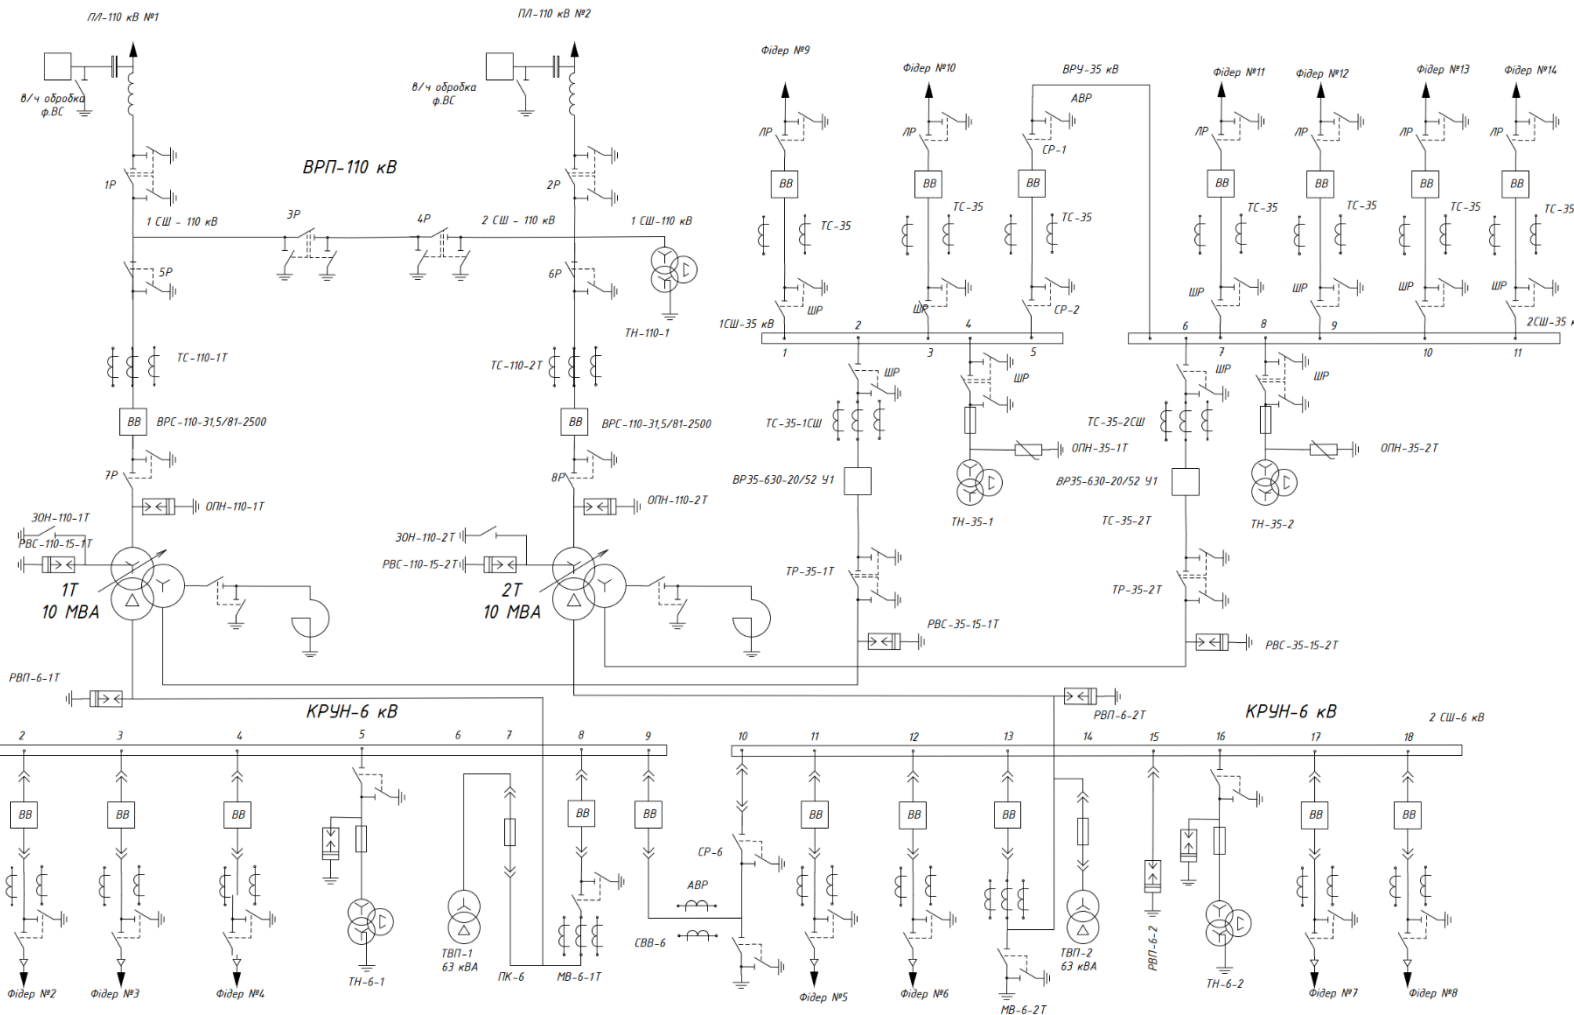 ПЛ-110 кВ №1
ПЛ-110 кВ №2
Фідер №9
Фідер №10
ВРУ-35 кВ
АВР
Фідер №11
Фідер №12
Фідер №13
Фідер №14
в/ч обробка
ф.ВС
в/ч обробка
ф.ВС
ВРП-110 кВ
ЛР
ЛР
СР-1
ЛР
ЛР
ЛР
ЛР
1Р
2Р
ВВ
ВВ
ВВ
ВВ
ВВ
ВВ
ВВ
1 СШ - 110 кВ
3Р
4Р
2 СШ - 110 кВ
1 СШ-110 кВ
ТС-35
ТС-35
ТС-35
ТС-35
ТС-35
ТС-35
ТС-35
5Р
6Р
ТН-110-1
ШР
ШР
СР-2
ШР
ШР
ШР
ШР
1СШ-35 кВ
2
4
6
8
9
2СШ-35 к
1
3
5
7
10
11
ТС-110-1Т
ТС-110-2Т
ШР
ШР
ШР
ШР
ВВ
ВРС-110-31,5/81-2500
ВВ
ВРС-110-31,5/81-2500
ТС-35-1СШ
ТС-35-2СШ
ОПН-35-1Т
ОПН-35-2Т
7Р
8Р
ВР35-630-20/52 У1
ВР35-630-20/52 У1
ОПН-110-1Т
ОПН-110-2Т
ТН-35-1
ТС-35-2Т
ТН-35-2
ЗОН-110-1Т
РВС-110-15-1Т
ЗОН-110-2Т
РВС-110-15-2Т
ТР-35-1Т
ТР-35-2Т
1Т
10 МВА
2Т
10 МВА
РВС-35-15-1Т
РВС-35-15-2Т
РВП-6-1Т
КРУН-6 кВ
РВП-6-2Т
КРУН-6 кВ
2 СШ-6 кВ
2
3
4
5
6
7
8
9
10
11
12
13
14
15
16
17
18
ВВ
ВВ
ВВ
ВВ
ВВ
ВВ
ВВ
ВВ
ВВ
ВВ
СР-6
АВР
СВВ-6
ТВП-1
63 кВА
ТВП-2
63 кВА
РВП-6-2
ТН-6-1
ПК-6
МВ-6-1Т
МВ-6-2Т
ТН-6-2
Фідер №2
Фідер №3
Фідер №4
Фідер №5
Фідер №6
Фідер №7
Фідер №8